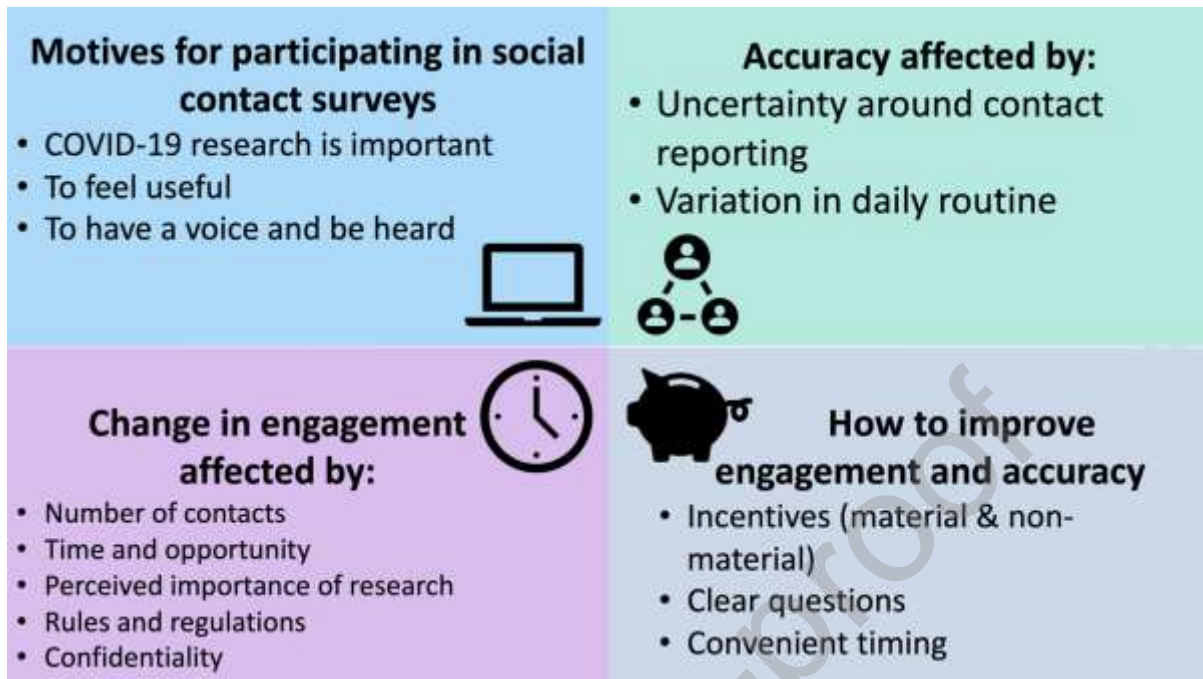 Motives for participating in social
contact surveys
• COVID-19 research is important
• To feel useful
• To have a voice and be heard
Accuracy affected by:
• Uncertainty around contact
reporting
• Variation in daily routine
Change in engagement
affected by:
• Number of contacts
• Time and opportunity
• Perceived importance of research
• Rules and regulations
• Confidentiality
How to improve
engagement and accuracy
• Incentives (material & non-
material)
• Clear questions
• Convenient timing
proof